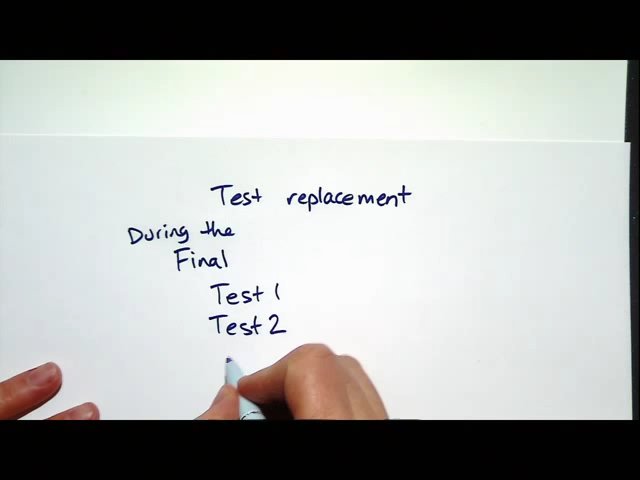 Test replacement
During the
Final
Test 1
Test 2